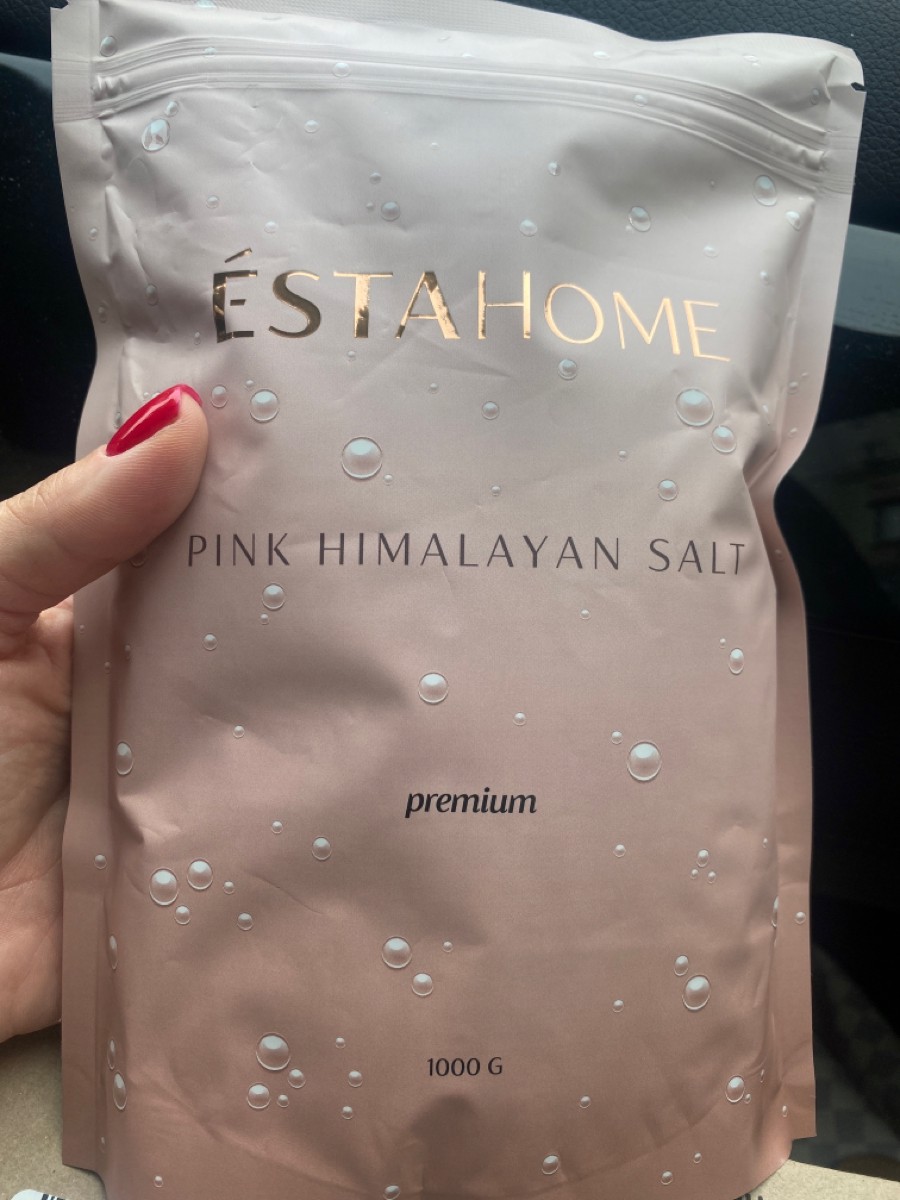 ÉSTAHOME
PINK HIMALAYAN SALT
premium
1000 G